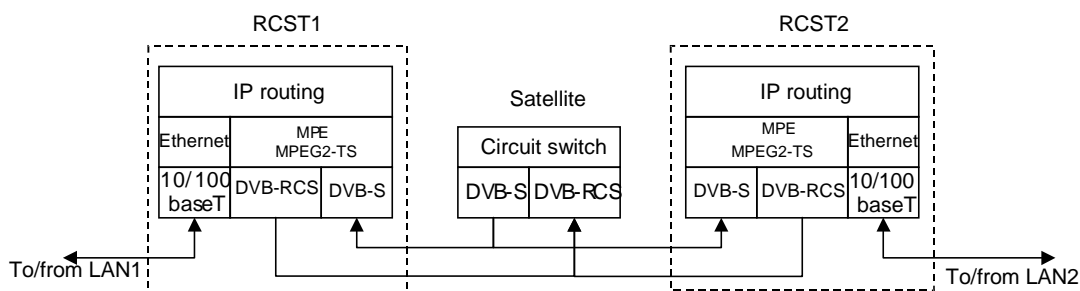 RCST1
RCST2
IP routing
Satellite
IP routing
Ethernet
MPE
MPEG2-TS
Circuit switch
MPE
MPEG2-TS
Ethernet
10/100
baseT
DVB-RCS
DVB-S
DVB-S
DVB-RCS
DVB-S
DVB-RCS
10/100
baseT
To/from LAN1
To/from LAN2